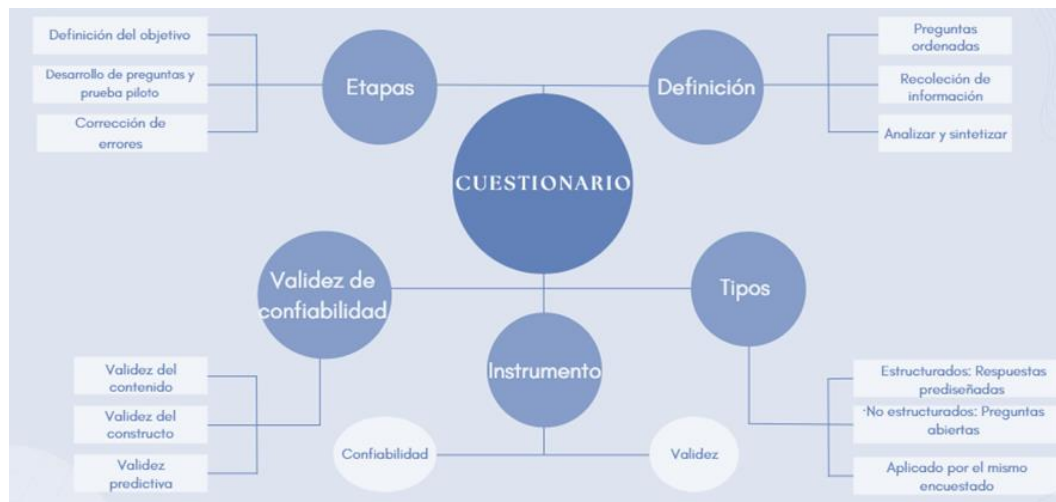 Definición del objetivo
Desarrollo de preguntas y
prueba piloto
Corrección de
errores
Etapas
Definición
Preguntas
ordenadas
Recoleción de
información
Analizar y sintetizar
CUESTIONARIO
Validez de
confiabilidad
Tipos
Instrumento
Validez del
contenido
Validez del
constructo
Validez
predictiva
Confiabilidad
Validez
Estructurados: Respuestas
prediseñadas
·No estructurados: Preguntas
abiertas
Aplicado por el mismo
encuestado